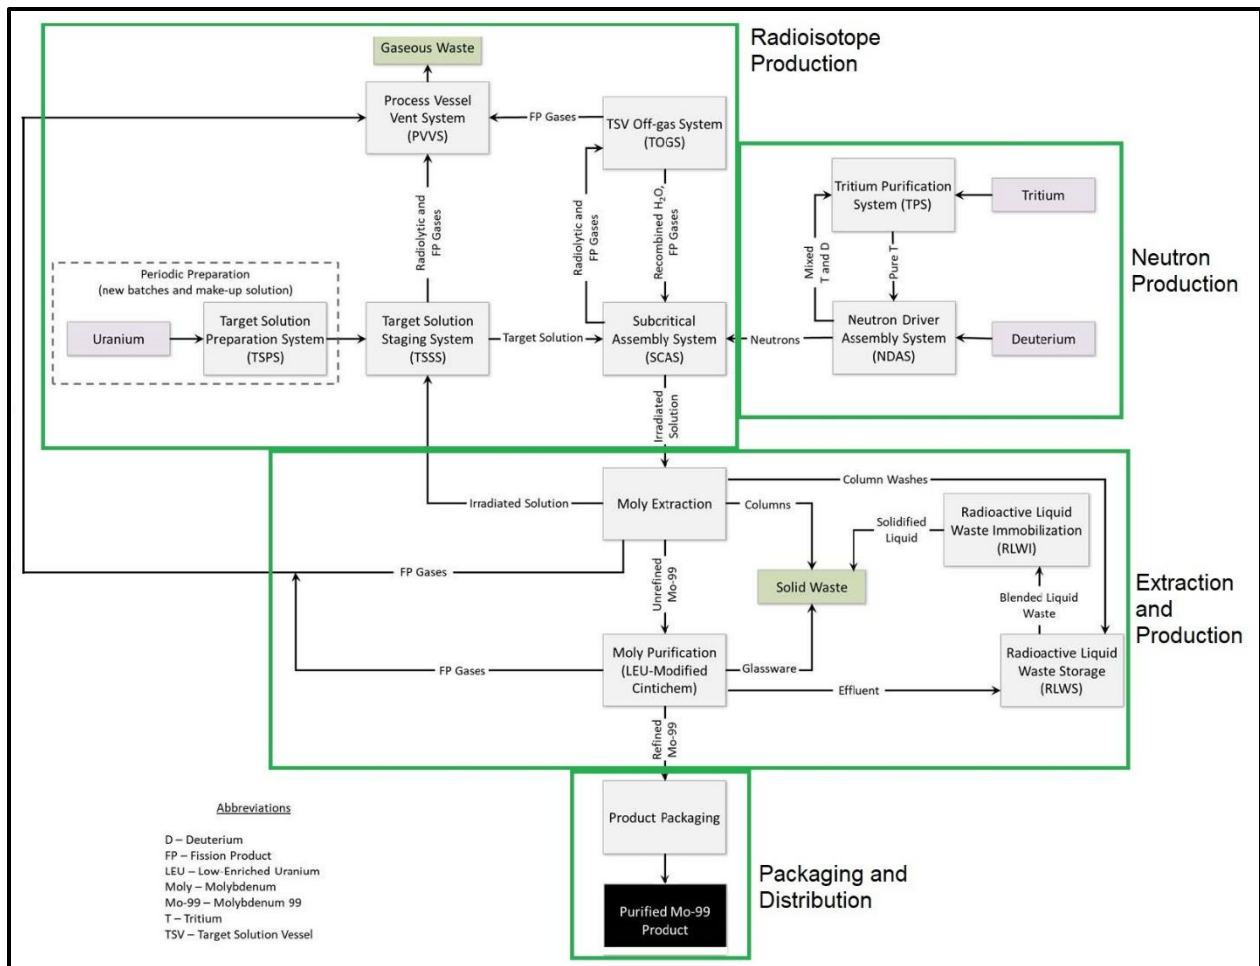 Radioisotope
Production
Gaseous Waste
Process Vessel
Vent System
(PVVS)
FP Gases
TSV Off-gas System
(TOGS)
Radiolytic and
FP Gases
Radiolytic and
FP Gases
Recombined H₂O,
FP Gases
Periodic Preparation
(new batches and make-up solution)
Uranium
Target Solution
Preparation System
(TSPS)
Target Solution
Staging System
(TSSS)
Target Solution
Subcritical
Assembly System
(SCAS)
Neutrons
Neutron
Production
Tritium Purification
System (TPS)
Tritium
Mixed
T and D
Pure T
Neutron Driver
Assembly System
(NDAS)
Deuterium
Irradiated
Solution
Extraction
and
Production
Irradiated Solution
Moly Extraction
Column Washes
Columns
Solidified
Liquid
Radioactive Liquid
Waste Immobilization
(RLWI)
FP Gases
Unrefined
Mo-99
Solid Waste
Blended Liquid
Waste
FP Gases
Moly Purification
(LEU-Modified
Cintichem)
Glassware
Effluent
Radioactive Liquid
Waste Storage
(RLWS)
Refined
Mo-99
Product Packaging
Packaging and
Distribution
Purified Mo-99
Product
Abbreviations
D – Deuterium
FP – Fission Product
LEU – Low-Enriched Uranium
Moly – Molybdenum
Mo-99 – Molybdenum 99
T – Tritium
TSV – Target Solution Vessel